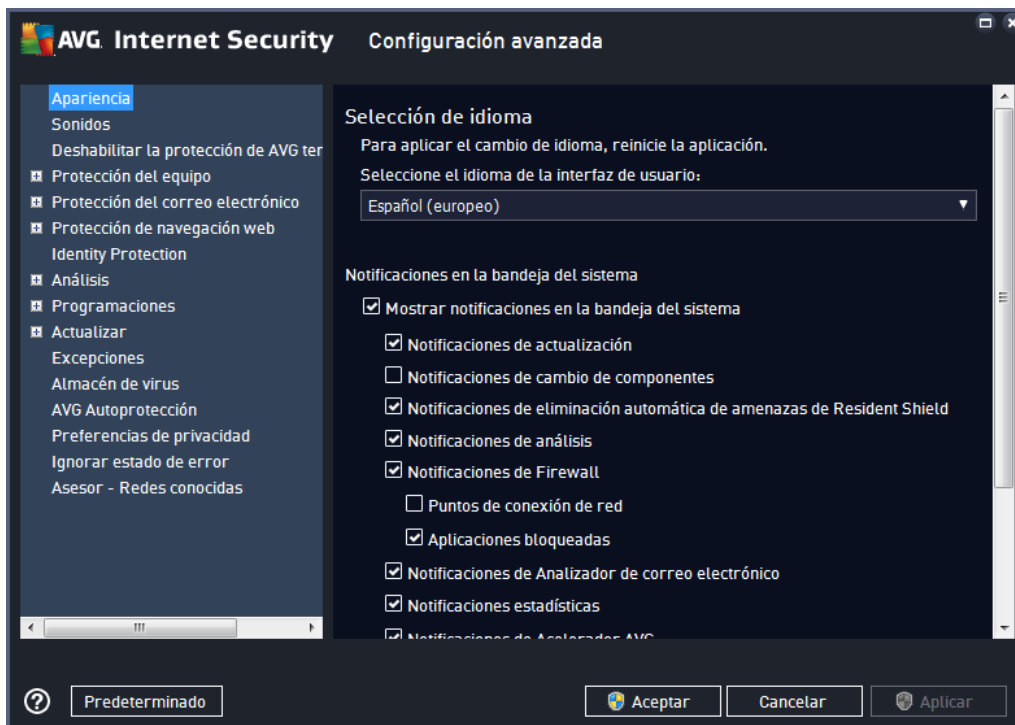 AVG. Internet Security
Configuración avanzada
Apariencia
Sonidos
Deshabilitar la protección de AVG ter
Protección del equipo
Protección del correo electrónico
Protección de navegación web
Identity Protection
Análisis
Programaciones
Actualizar
Excepciones
Almacén de virus
AVG Autoprotección
Preferencias de privacidad
Ignorar estado de error
Asesor - Redes conocidas
Selección de idioma
Para aplicar el cambio de idioma, reinicie la aplicación.
Seleccione el idioma de la interfaz de usuario:
Español (europeo)
Notificaciones en la bandeja del sistema
Mostrar notificaciones en la bandeja del sistema
Notificaciones de actualización
Notificaciones de cambio de componentes
Notificaciones de eliminación automática de amenazas de Resident Shield
Notificaciones de análisis
Notificaciones de Firewall
Puntos de conexión de red
Aplicaciones bloqueadas
Notificaciones de Analizador de correo electrónico
Notificaciones estadísticas
Notificaciones de Acelerador AVG
Predeterminado
Aceptar
Cancelar
Aplicar